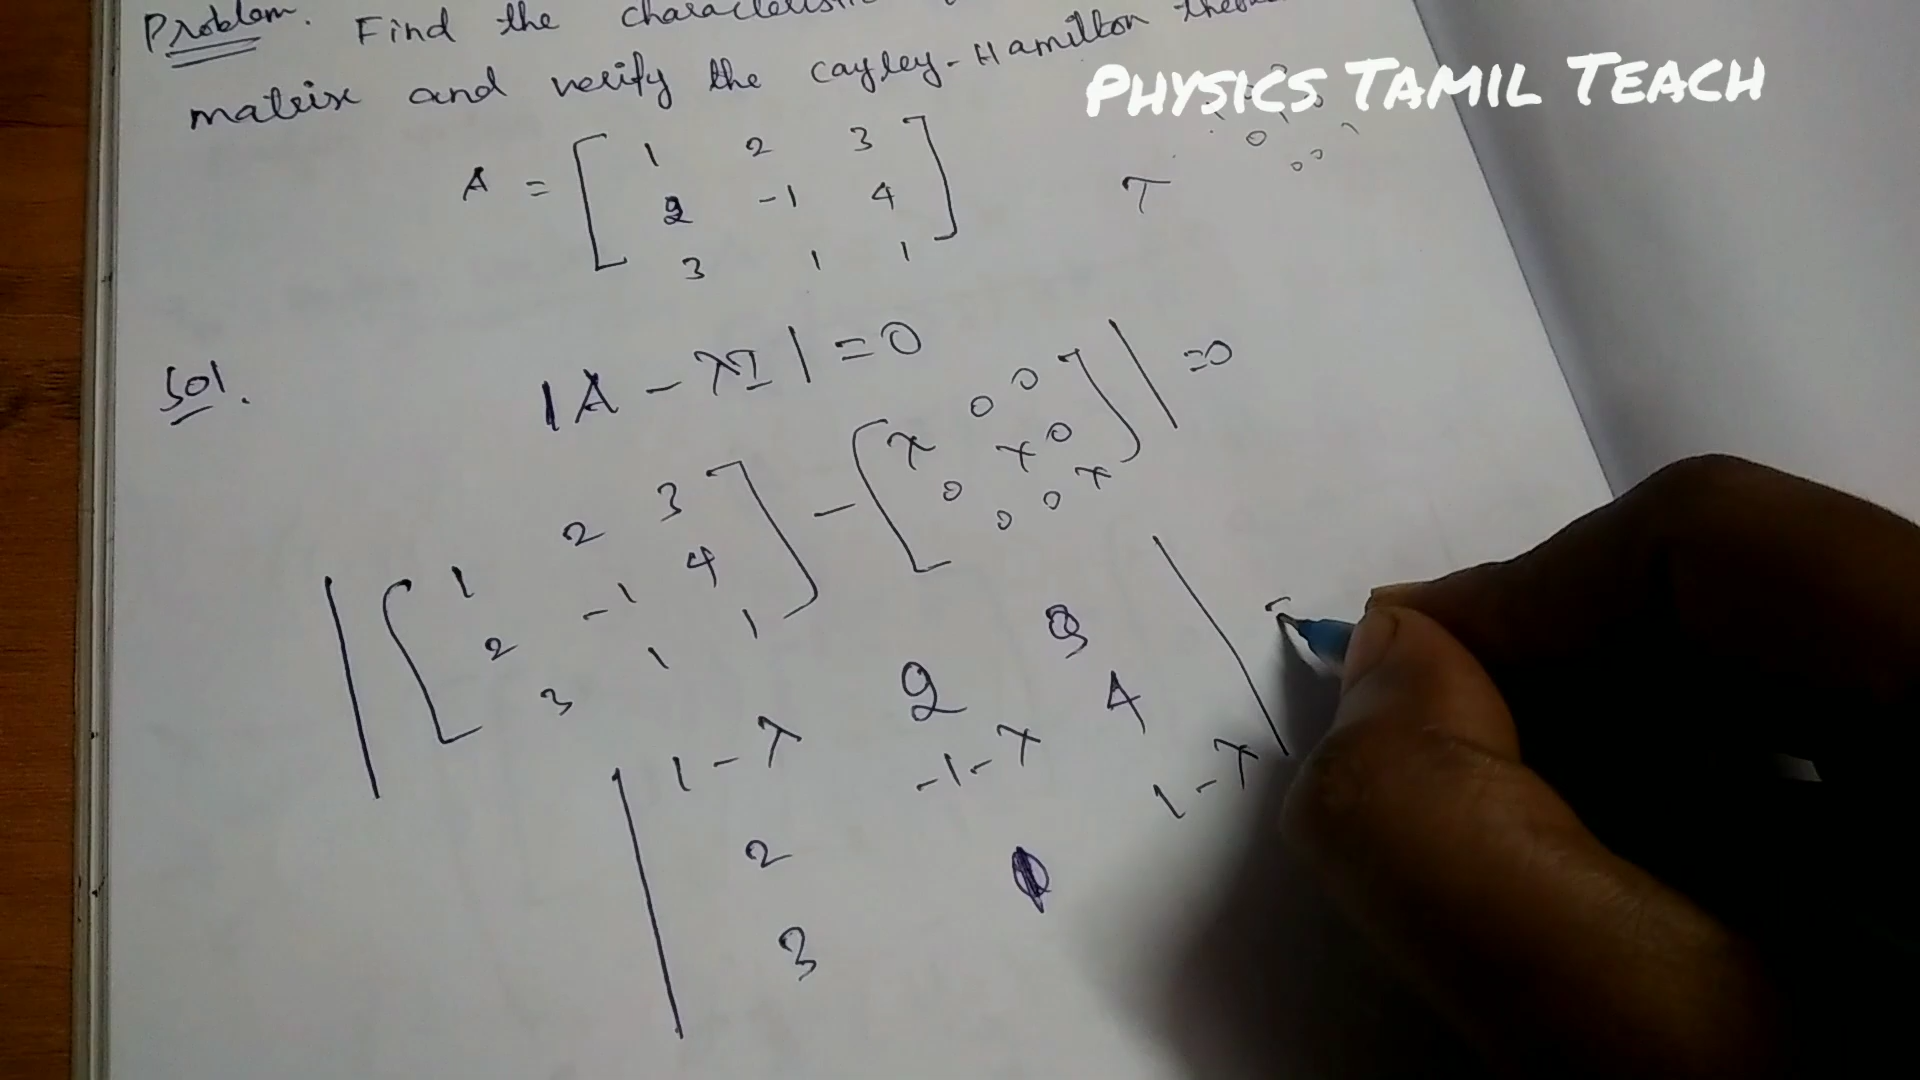 Problem. Find the characteristic
matrix and verify the Cayley-Hamilton
PHYSICS TAMIL TEACH
A = [ 1 2 3
2 -1 4
3 1 1 ]
Sol.
|A - λI| = 0
| [ 1 2 3
2 -1 4
3 1 1 ] - [ λ 0 0
0 λ 0
0 0 λ ] | = 0
| 1-λ 2 3
2 -1-λ 4
3 1 1-λ |